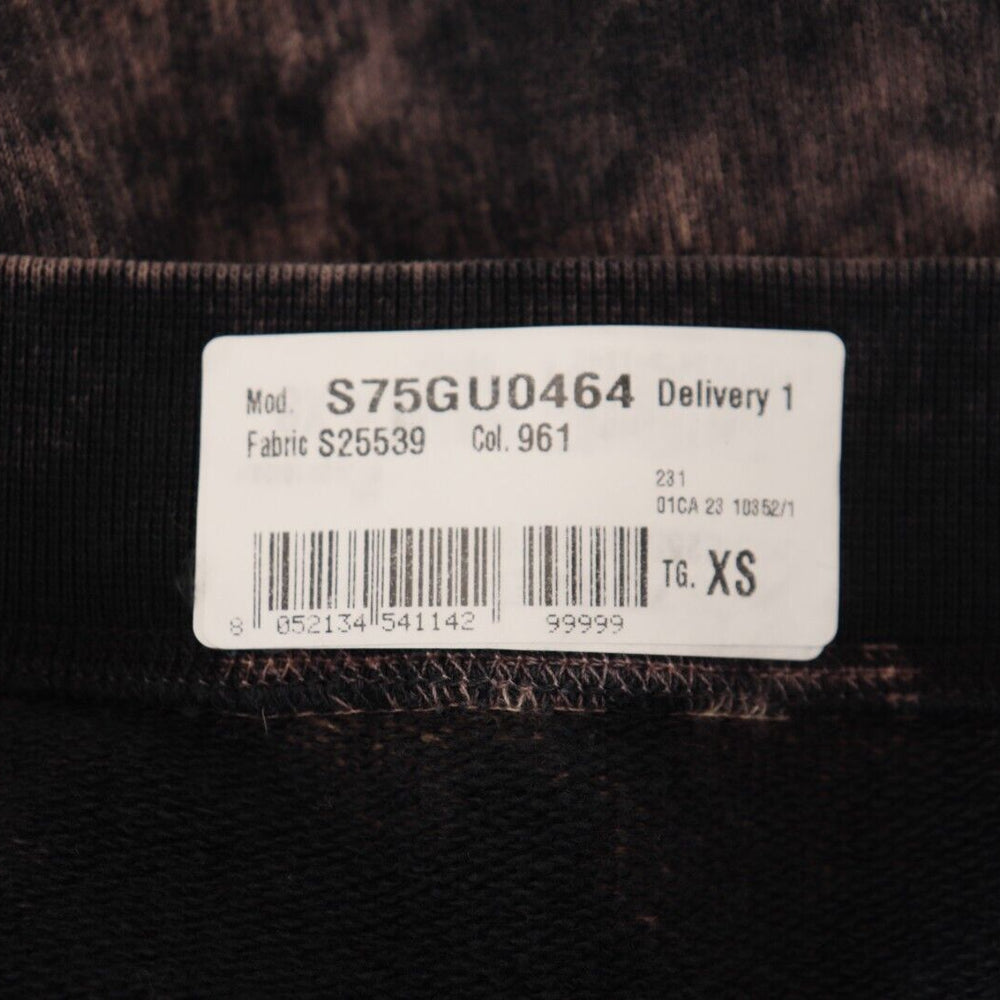 Mod. S75GU0464 Delivery 1
Fabric S25539 Col. 961
231
01CA 23 10352/1
TG. XS
8 052134 541142 99999